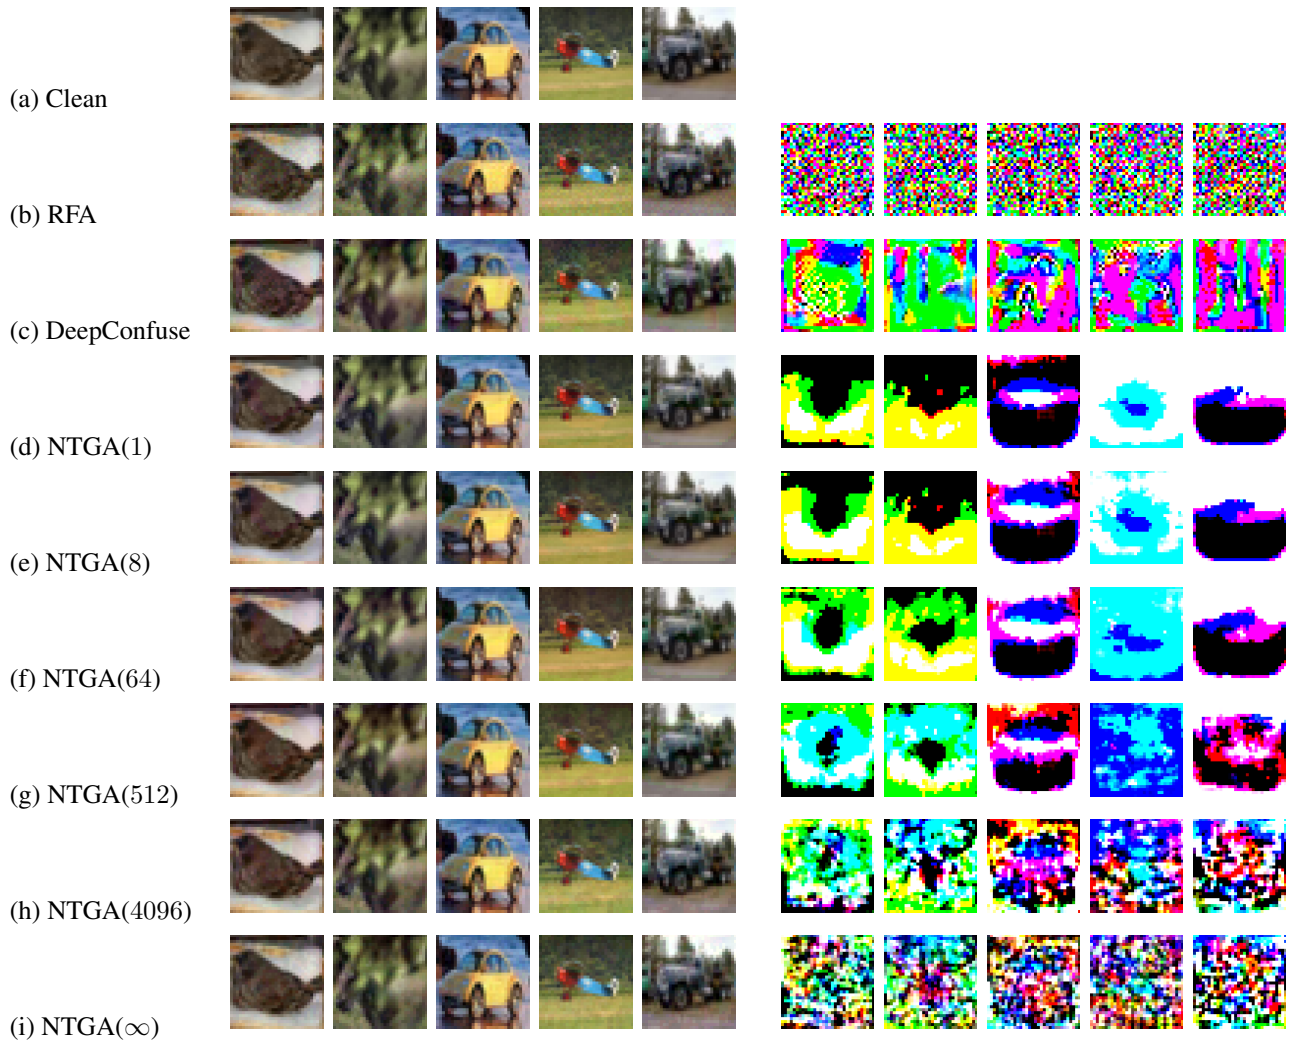 (a) Clean
(b) RFA
(c) DeepConfuse
(d) NTGA(1)
(e) NTGA(8)
(f) NTGA(64)
(g) NTGA(512)
(h) NTGA(4096)
(i) NTGA(∞)